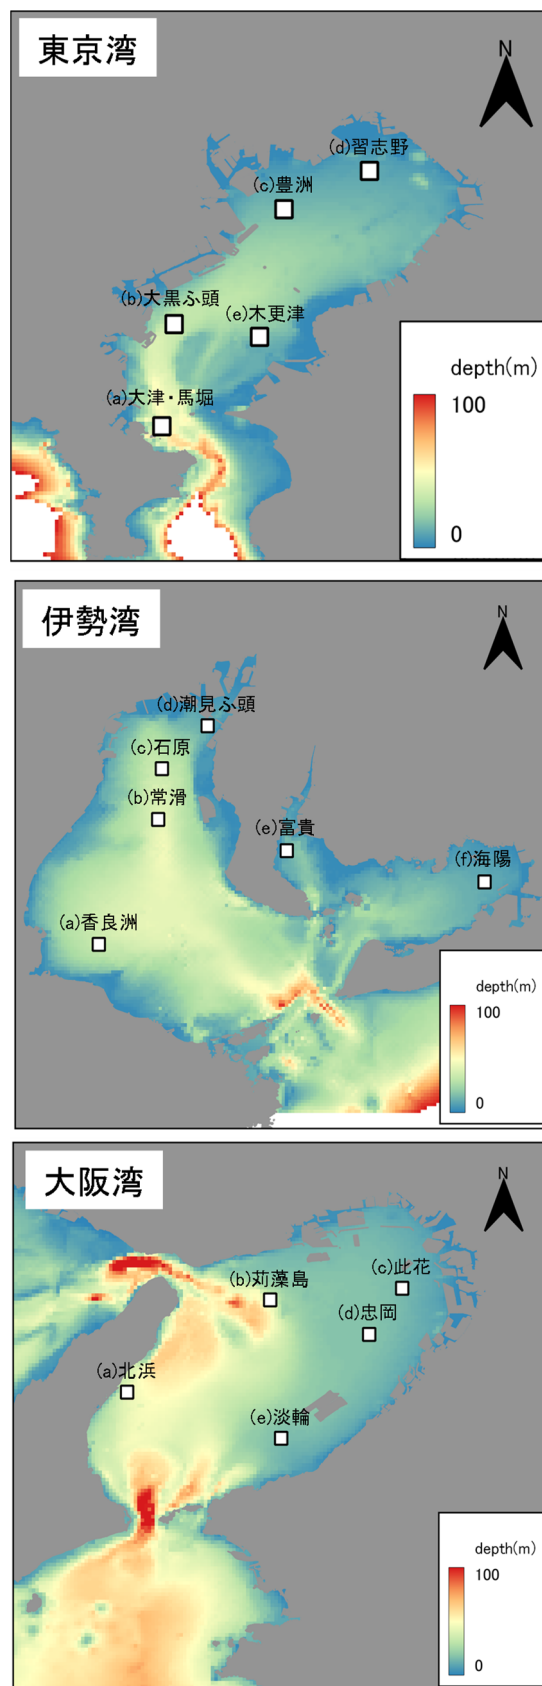 東京湾
N
(d)習志野
(c)豊洲
(b)大黒ふ頭
(e)木更津
(a)大津・馬堀
depth(m)
100
0
伊勢湾
N
(d)潮見ふ頭
(c)石原
(b)常滑
(e)富貴
(f)海陽
(a)香良洲
depth(m)
100
0
大阪湾
N
(b)苅藻島
(c)此花
(d)忠岡
(a)北浜
(e)淡輪
depth(m)
100
0